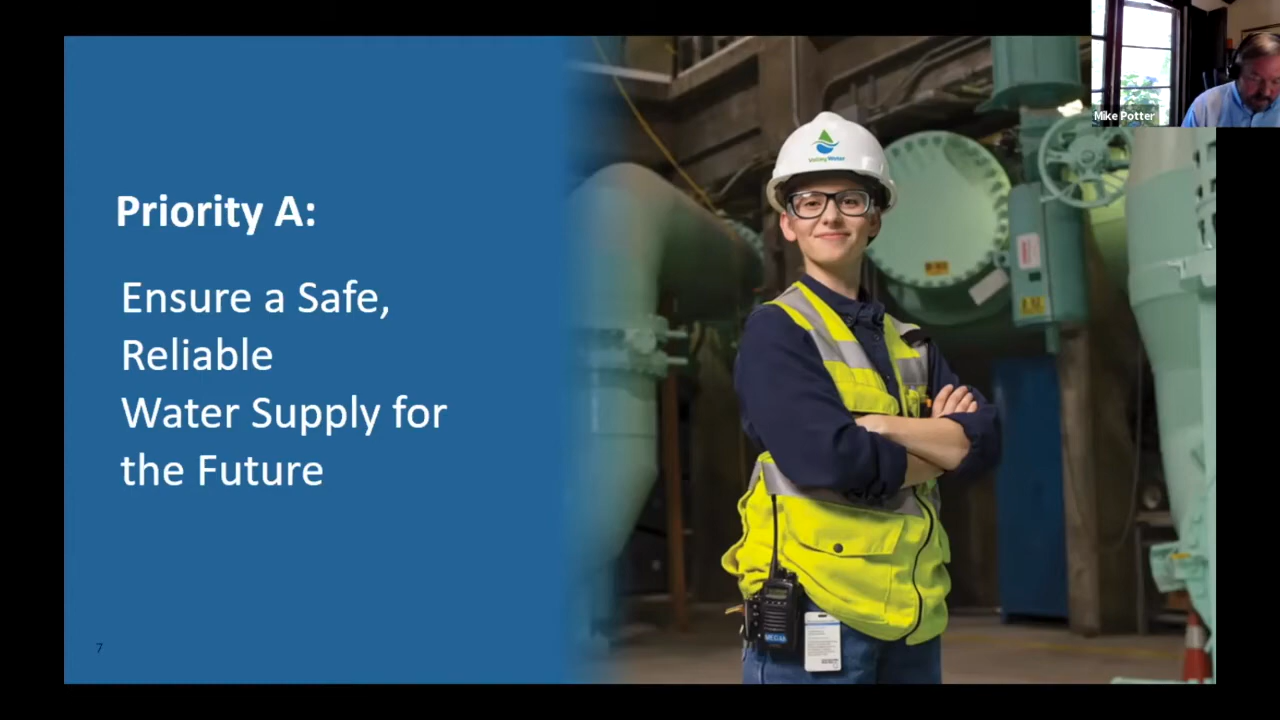 Mike Potter
Valley Water
Priority A:
Ensure a Safe,
Reliable
Water Supply for
the Future
7